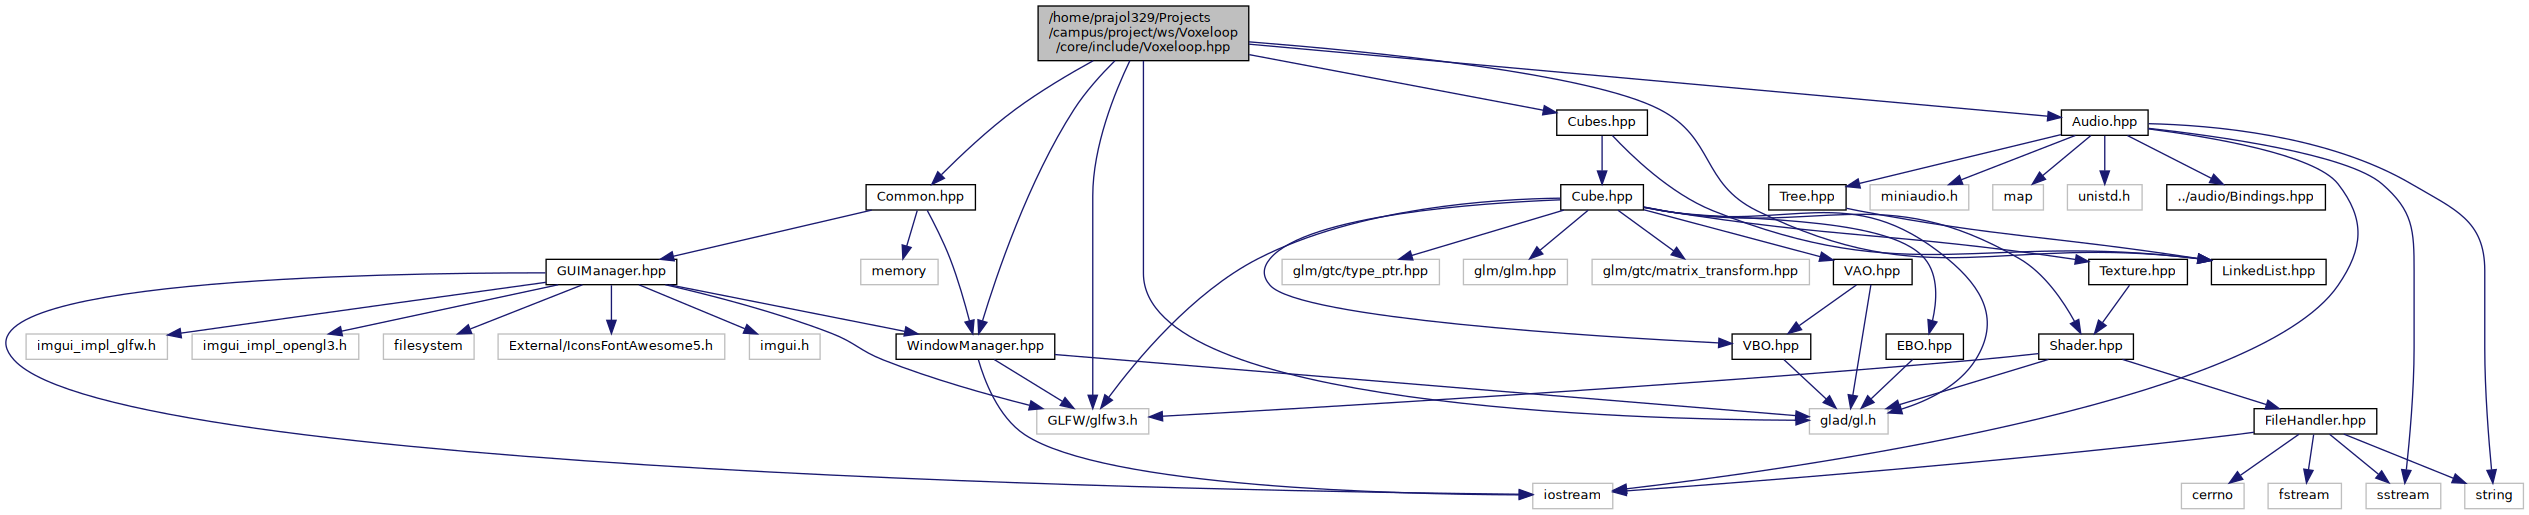 /home/prajol329/Projects
/campus/project/ws/Voxeloop
/core/include/Voxeloop.hpp
Cubes.hpp
Audio.hpp
Common.hpp
Cube.hpp
Tree.hpp
miniaudio.h
map
unistd.h
../audio/Bindings.hpp
GUIManager.hpp
memory
glm/gtc/type_ptr.hpp
glm/glm.hpp
glm/gtc/matrix_transform.hpp
VAO.hpp
Texture.hpp
LinkedList.hpp
imgui_impl_glfw.h
imgui_impl_opengl3.h
filesystem
External/IconsFontAwesome5.h
imgui.h
WindowManager.hpp
VBO.hpp
EBO.hpp
Shader.hpp
GLFW/glfw3.h
glad/gl.h
FileHandler.hpp
iostream
cerrno
fstream
sstream
string